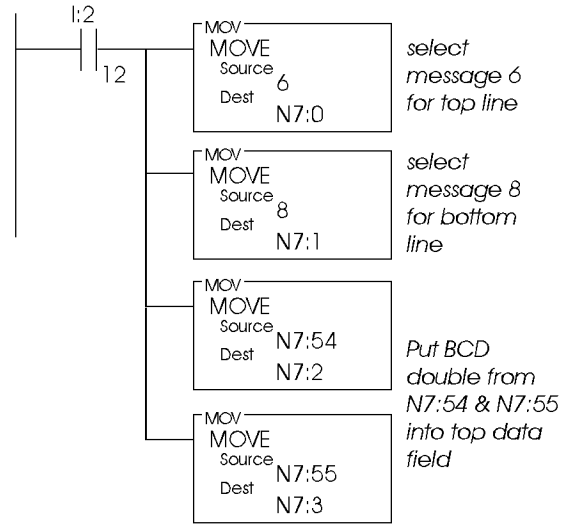 I:2
12
MOV
MOVE
Source
6
Dest
N7:0
select
message 6
for top line
MOV
MOVE
Source
8
Dest
N7:1
select
message 8
for bottom
line
MOV
MOVE
Source
N7:54
Dest
N7:2
MOV
MOVE
Source
N7:55
Dest
N7:3
Put BCD
double from
N7:54 & N7:55
into top data
field